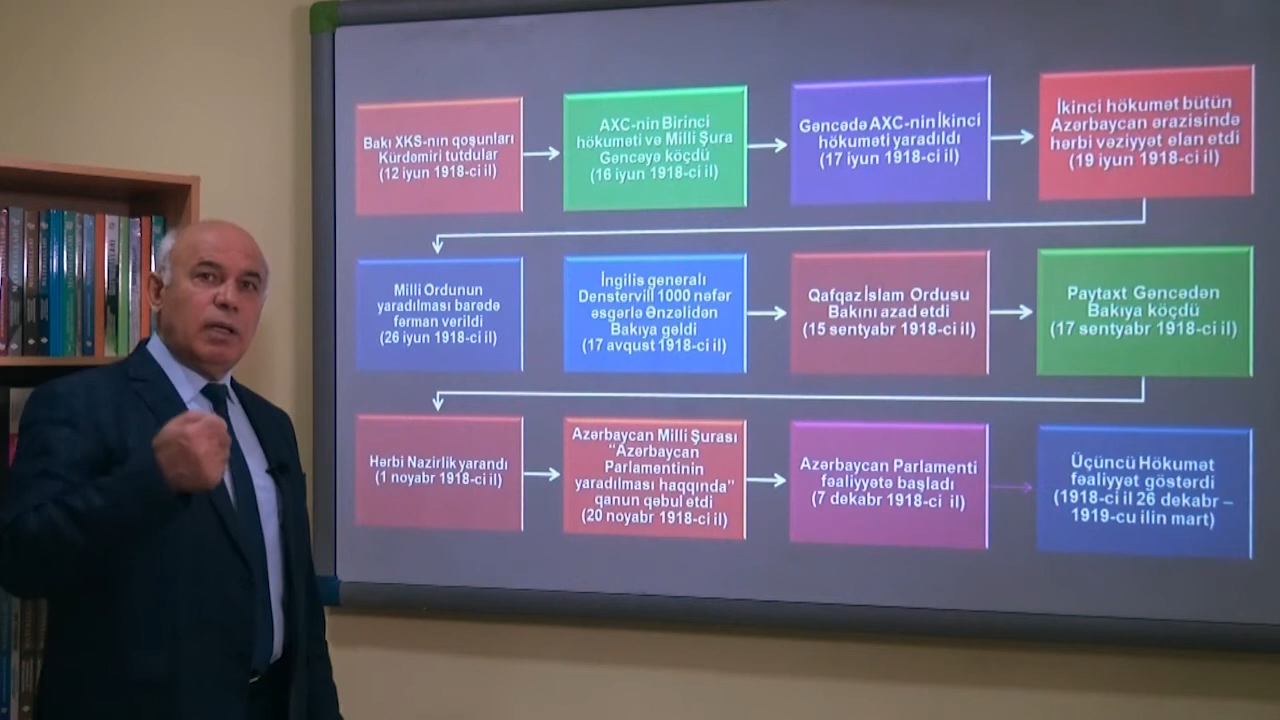 Bakı XKS-nın qoşunları
Kürdəmiri tutdular
(12 iyun 1918-ci il)
AXC-nin Birinci
hökuməti və Milli Şura
Gəncəyə köçdü
(16 iyun 1918-ci il)
Gəncədə AXC-nin İkinci
hökuməti yaradıldı
(17 iyun 1918-ci il)
İkinci hökumət bütün
Azərbaycan ərazisində
hərbi vəziyyət elan etdi
(19 iyun 1918-ci il)
Milli Ordunun
yaradılması barədə
fərman verildi
(26 iyun 1918-ci il)
İngilis generalı
Denstervill 1000 nəfər
əsgərlə Ənzəlidən
Bakıya gəldi
(17 avqust 1918-ci il)
Qafqaz İslam Ordusu
Bakını azad etdi
(15 sentyabr 1918-ci il)
Paytaxt Gəncədən
Bakıya köçdü
(17 sentyabr 1918-ci il)
Hərbi Nazirlik yarandı
(1 noyabr 1918-ci il)
Azərbaycan Milli Şurası
“Azərbaycan
Parlamentinin
yaradılması haqqında”
qanun qəbul etdi
(20 noyabr 1918-ci il)
Azərbaycan Parlamenti
fəaliyyətə başladı
(7 dekabr 1918-ci il)
Üçüncü Hökumət
fəaliyyət göstərdi
(1918-ci il 26 dekabr –
1919-cu ilin mart)